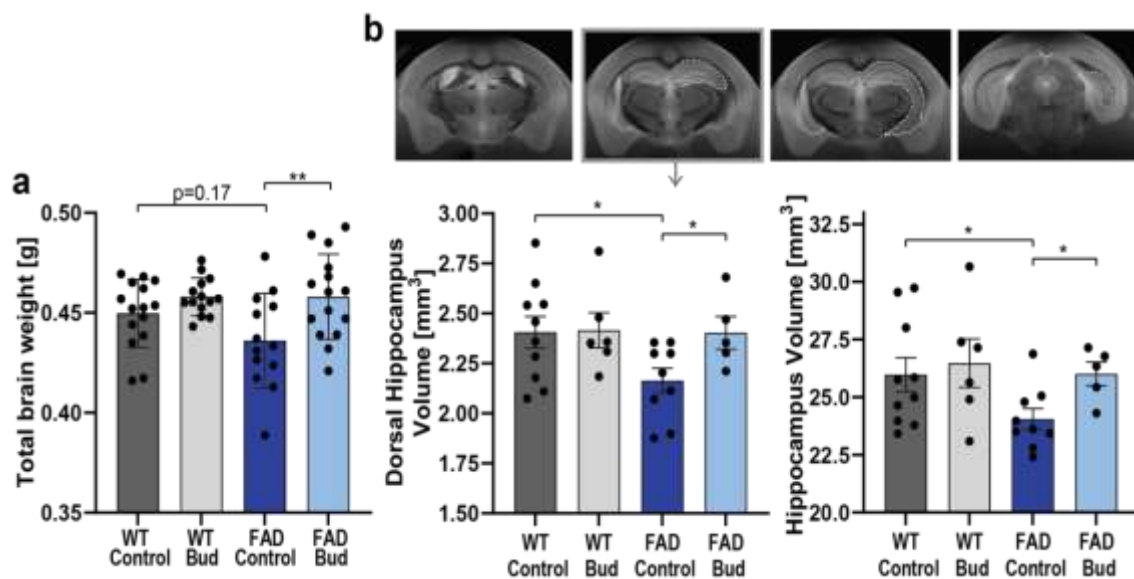 b
a
Total brain weight [g]
0.50
0.45
0.40
0.35
p=0.17
**
WT
Control
WT
Bud
FAD
Control
FAD
Bud
Dorsal Hippocampus
Volume [mm³]
3.00
2.75
2.50
2.25
2.00
1.75
1.50
*
*
WT
Control
WT
Bud
FAD
Control
FAD
Bud
Hippocampus Volume [mm³]
32.5
30.0
27.5
25.0
22.5
20.0
*
*
WT
Control
WT
Bud
FAD
Control
FAD
Bud